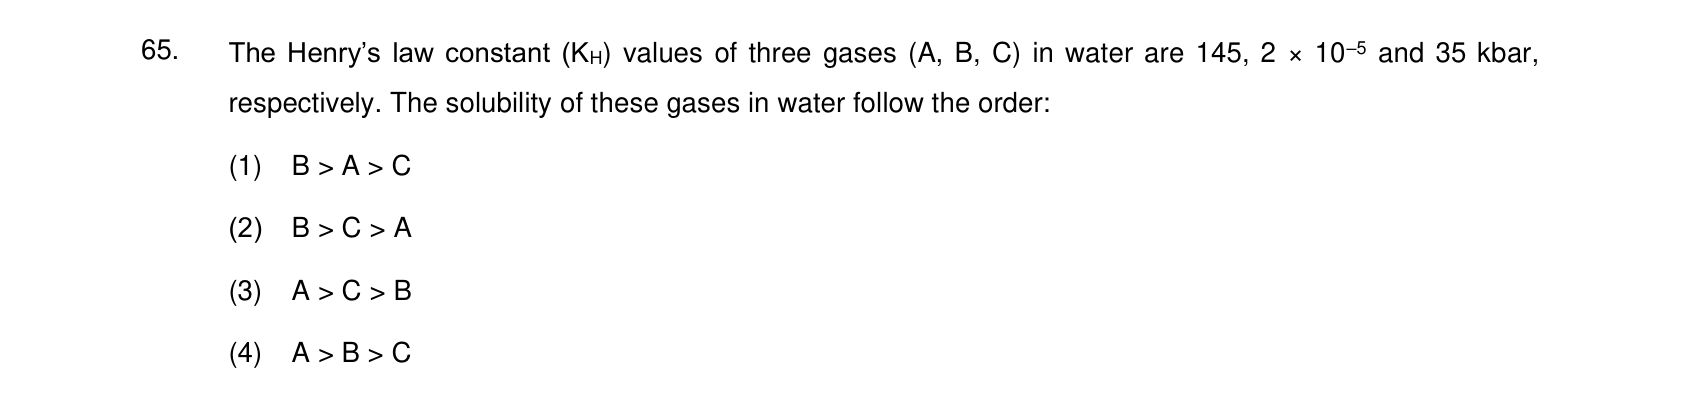 65. The Henry’s law constant (K_H) values of three gases (A, B, C) in water are 145, 2 × 10⁻⁵ and 35 kbar,
respectively. The solubility of these gases in water follow the order:
(1) B > A > C
(2) B > C > A
(3) A > C > B
(4) A > B > C